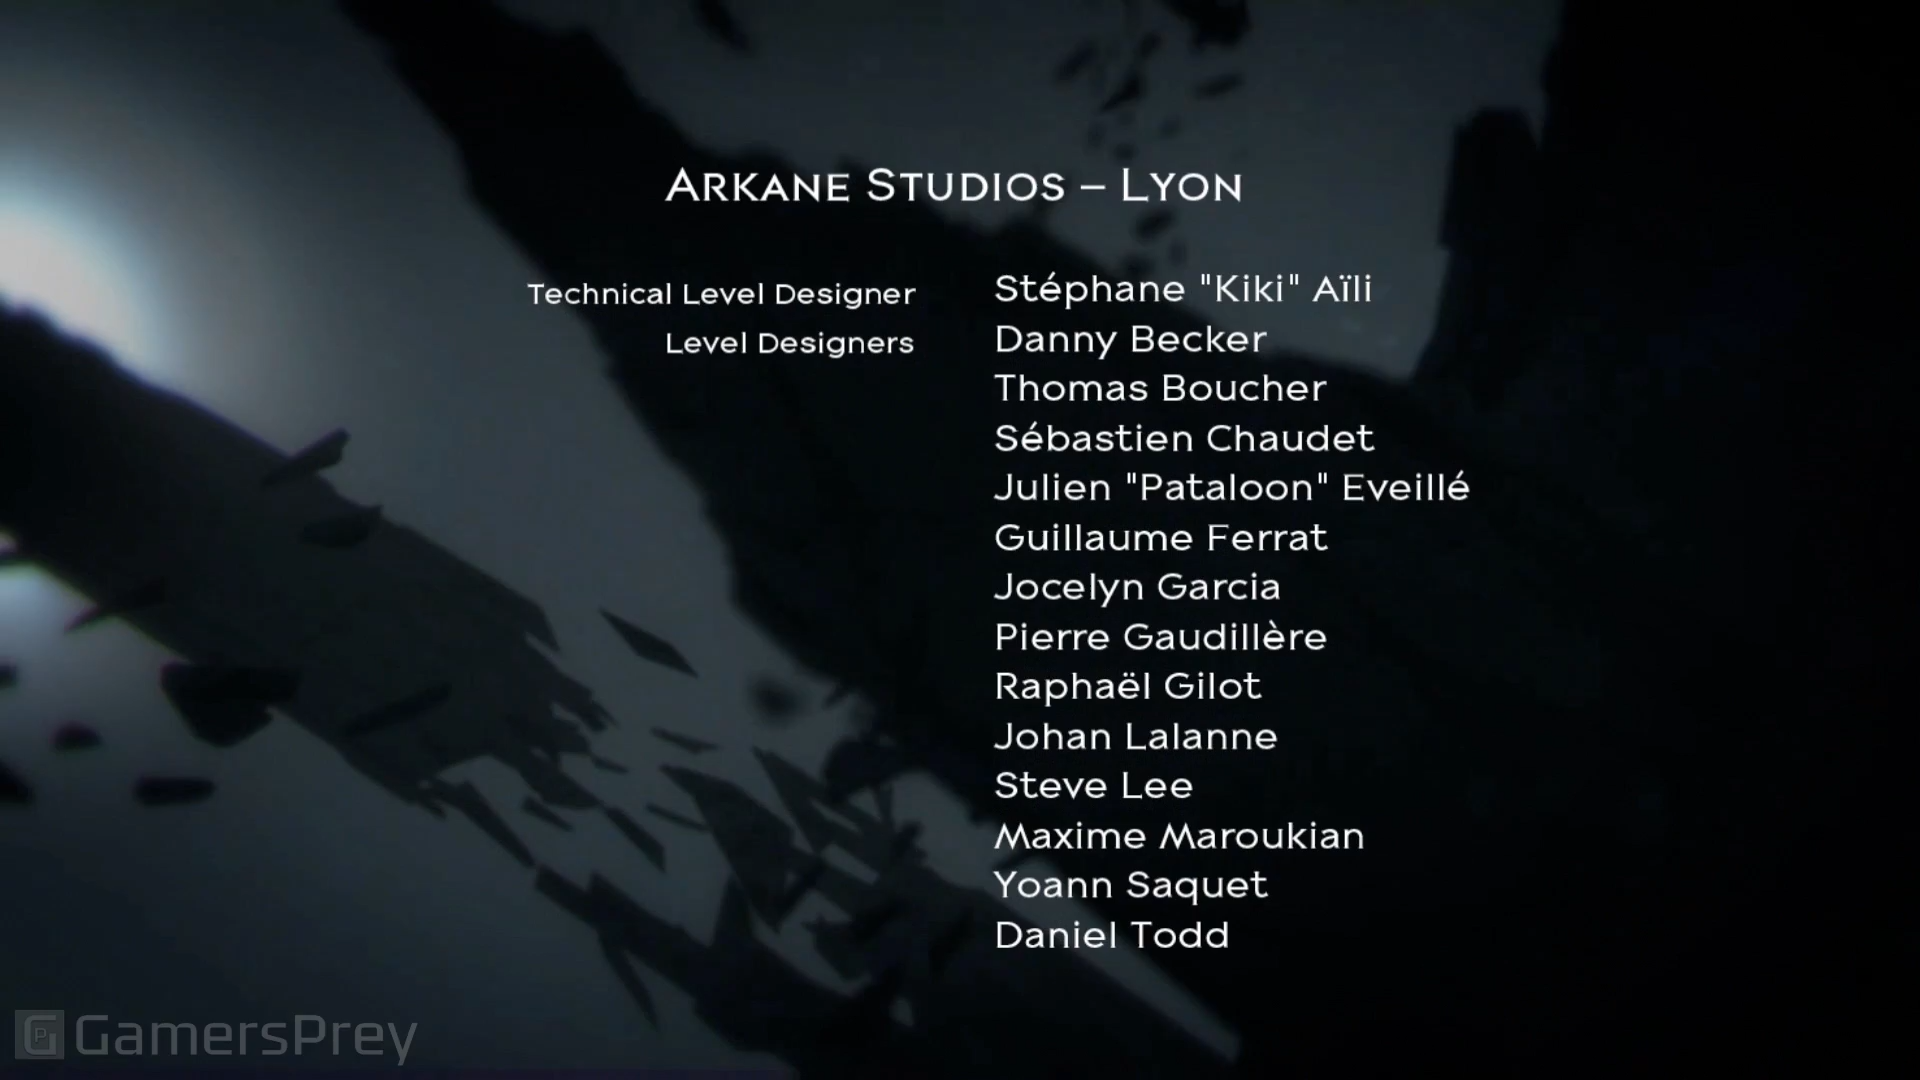 Arkane Studios – Lyon
Technical Level Designer Stéphane "Kiki" Aïli
Level Designers Danny Becker
Thomas Boucher
Sébastien Chaudet
Julien "Pataloon" Eveillé
Guillaume Ferrat
Jocelyn Garcia
Pierre Gaudillère
Raphaël Gilot
Johan Lalanne
Steve Lee
Maxime Maroukian
Yoann Saquet
Daniel Todd
GamersPrey